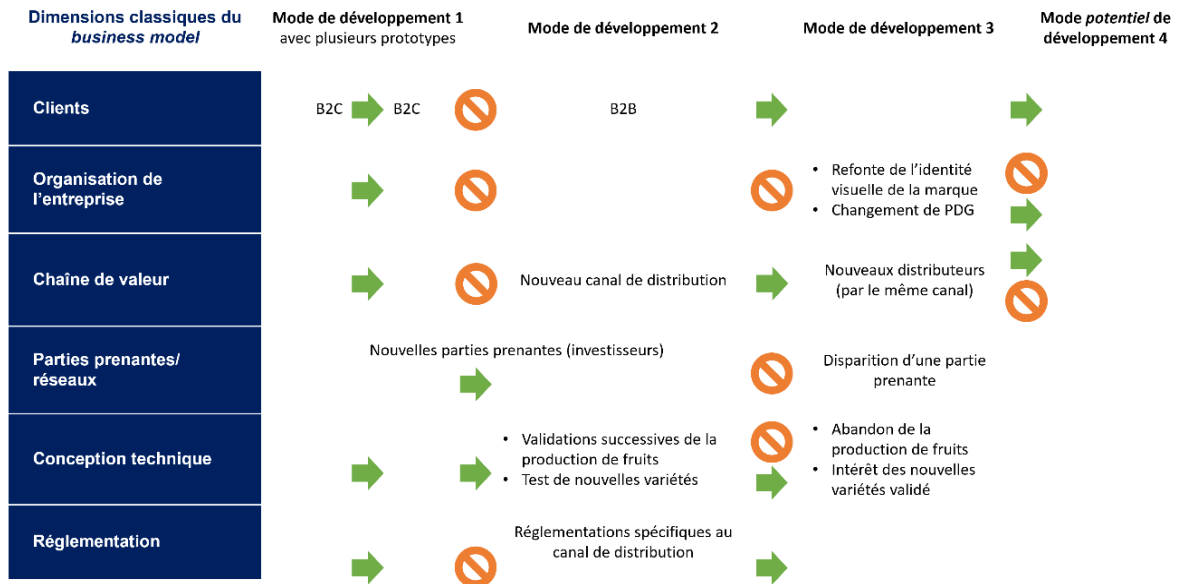 Dimensions classiques du
business model
Mode de développement 1
avec plusieurs prototypes
Mode de développement 2
Mode de développement 3
Mode potentiel de
développement 4
Clients
B2C
B2C
B2B
Organisation de
l'entreprise
• Refonte de l'identité
visuelle de la marque
• Changement de PDG
Chaîne de valeur
Nouveau canal de distribution
Nouveaux distributeurs
(par le même canal)
Parties prenantes/
réseaux
Nouvelles parties prenantes (investisseurs)
Disparition d'une partie
prenante
Conception technique
• Validations successives de la
production de fruits
• Test de nouvelles variétés
• Abandon de la
production de fruits
• Intérêt des nouvelles
variétés validé
Réglementation
Réglementations spécifiques au
canal de distribution